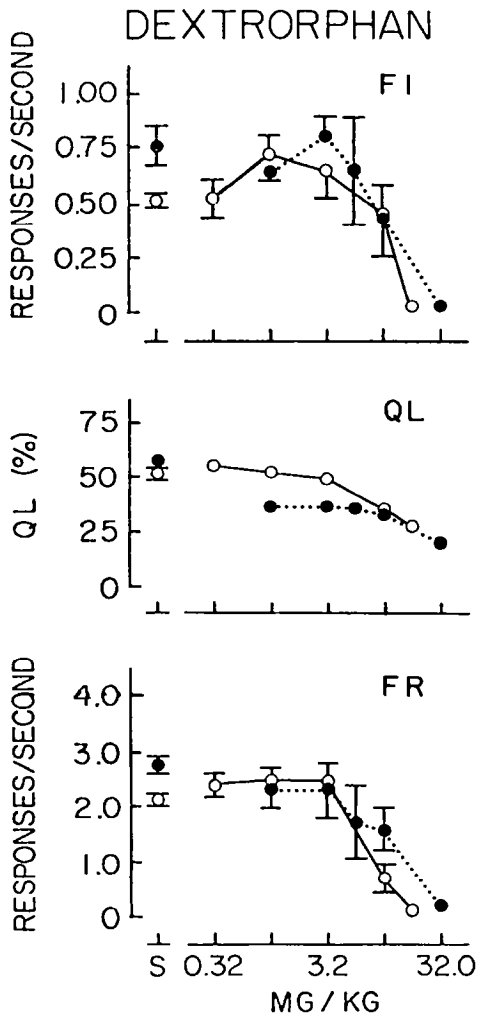 DEXTRORPHAN
FI
RESPONSES/SECOND
1.00
0.75
0.50
0.25
0
QL
QL (%)
75
50
25
0
FR
RESPONSES/SECOND
4.0
3.0
2.0
1.0
0
S 0.32 3.2 32.0
MG/KG